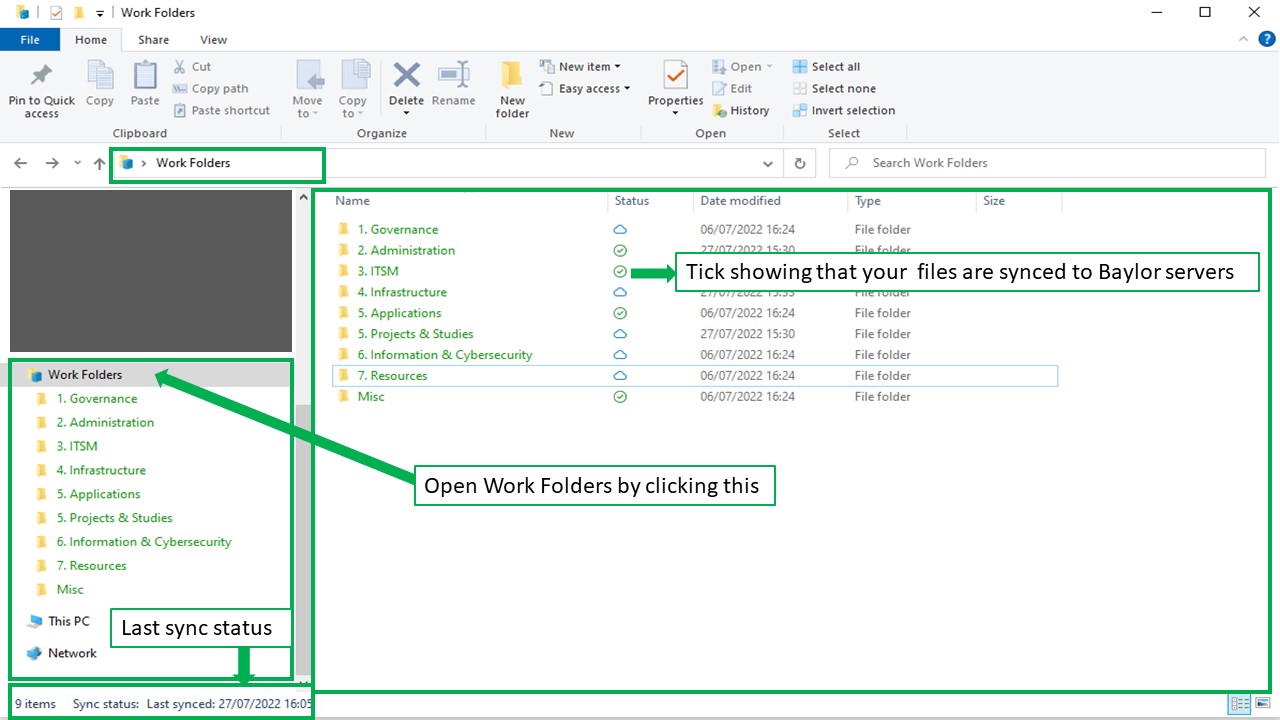 Work Folders
File Home Share View
Pin to Quick access
Copy
Paste
Cut
Copy path
Paste shortcut
Clipboard
Move to
Copy to
Delete
Rename
Organize
New folder
New item
Easy access
New
Properties
Open
Edit
History
Open
Select all
Select none
Invert selection
Select
Work Folders
Search Work Folders
Name Status Date modified Type Size
1. Governance 06/07/2022 16:24 File folder
2. Administration 27/07/2022 15:30 File folder
3. ITSM
Tick showing that your files are synced to Baylor servers
4. Infrastructure 27/07/2022 15:33 File folder
5. Applications 06/07/2022 16:24 File folder
5. Projects & Studies 27/07/2022 15:30 File folder
6. Information & Cybersecurity 06/07/2022 16:24 File folder
7. Resources 06/07/2022 16:24 File folder
Misc 06/07/2022 16:24 File folder
Work Folders
1. Governance
2. Administration
3. ITSM
4. Infrastructure
5. Applications
5. Projects & Studies
6. Information & Cybersecurity
7. Resources
Misc
This PC
Network
Open Work Folders by clicking this
Last sync status
9 items Sync status: Last synced: 27/07/2022 16:05